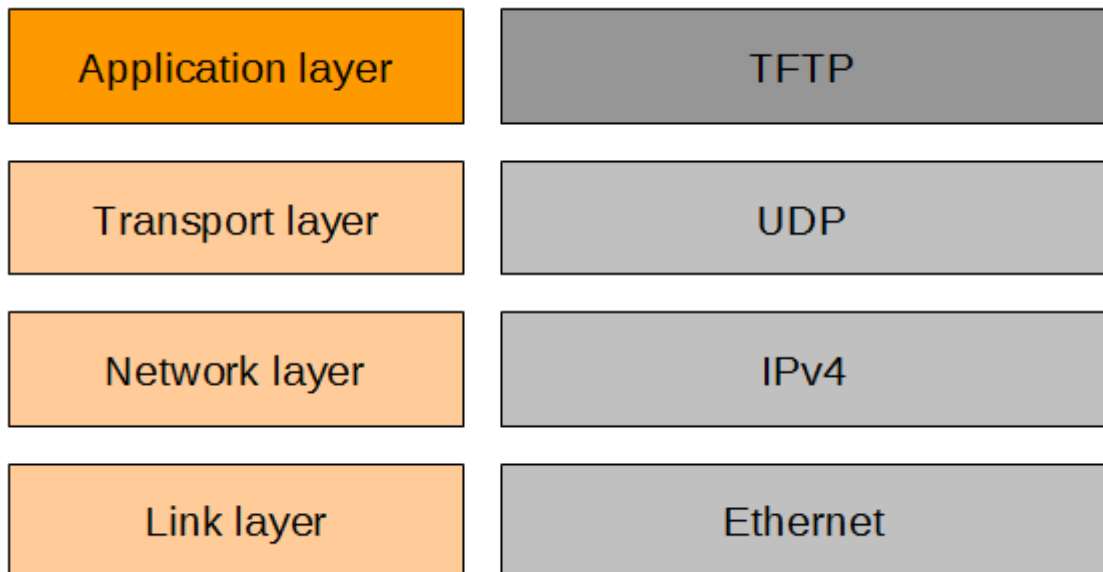 Application layer
TFTP
Transport layer
UDP
Network layer
IPv4
Link layer
Ethernet